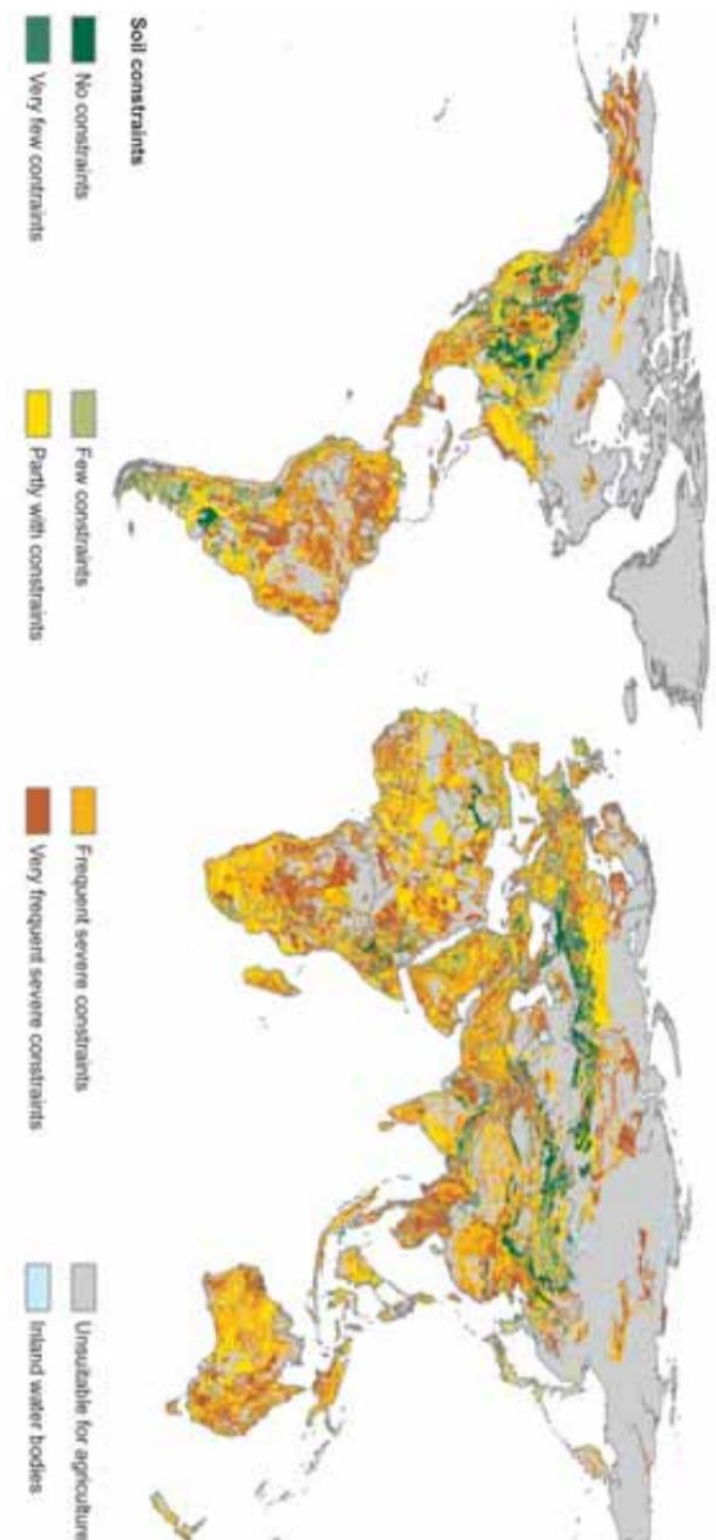 Soil constraints
No constraints
Very few contraints
Few constraints
Partly with constraints
Frequent severe constraints
Very frequent severe constraints
Unsuitable for agriculture
Inland water bodies